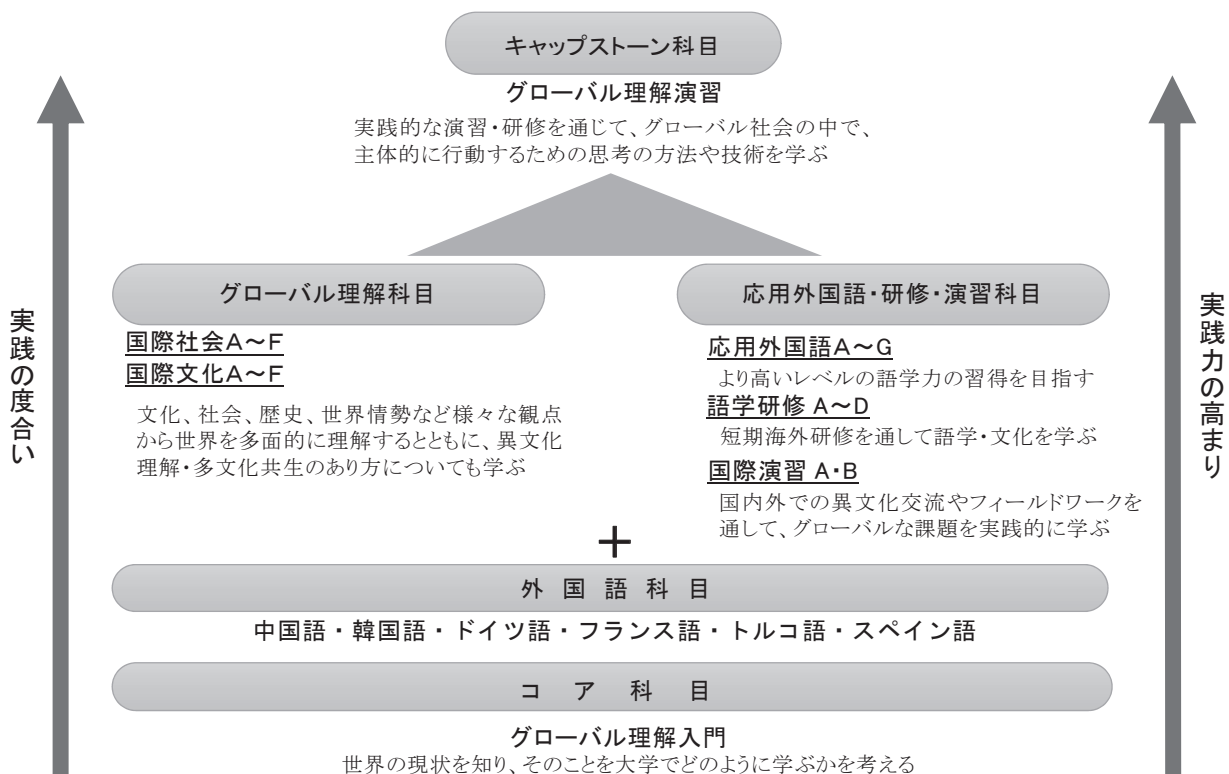 キャップストーン科目
グローバル理解演習
実践的な演習・研修を通じて、グローバル社会の中で、
主体的に行動するための思考の方法や技術を学ぶ
実践の度合い
グローバル理解科目
国際社会A〜F
国際文化A〜F
文化、社会、歴史、世界情勢など様々な観点
から世界を多面的に理解するとともに、異文化
理解・多文化共生のあり方についても学ぶ
応用外国語・研修・演習科目
応用外国語A〜G
より高いレベルの語学力の習得を目指す
語学研修 A〜D
短期海外研修を通して語学・文化を学ぶ
国際演習 A・B
国内外での異文化交流やフィールドワークを
通して、グローバルな課題を実践的に学ぶ
実践力の高まり
+
外国語科目
中国語・韓国語・ドイツ語・フランス語・トルコ語・スペイン語
コア科目
グローバル理解入門
世界の現状を知り、そのことを大学でどのように学ぶかを考える